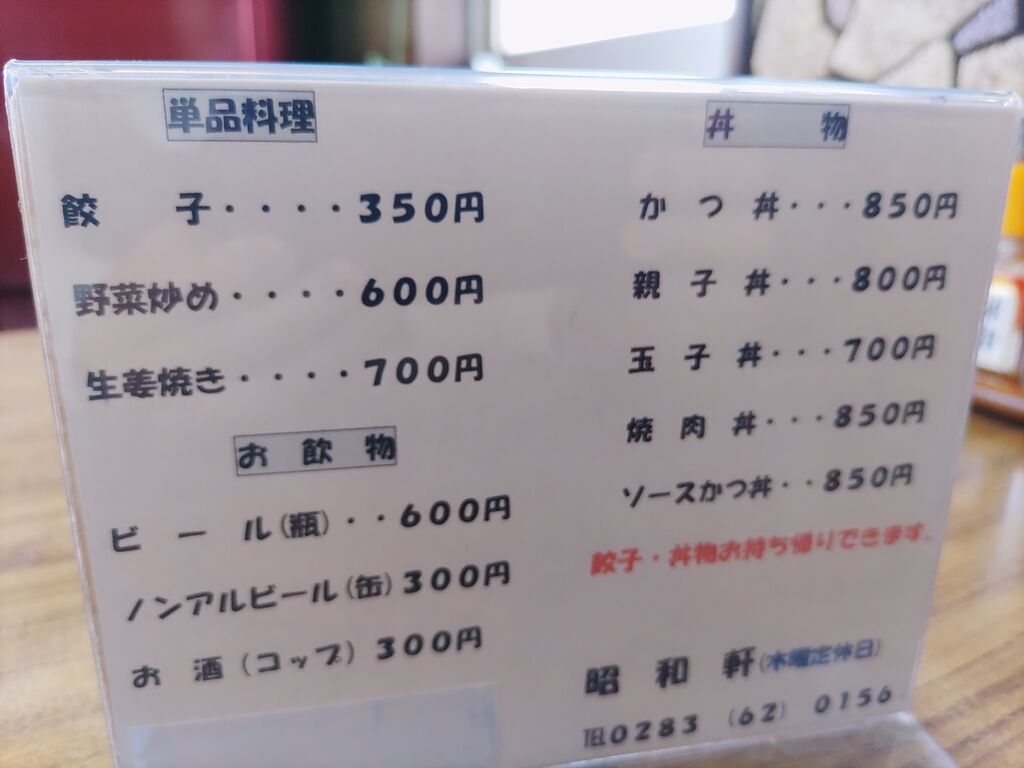 単品料理
餃　子・・・・350円
野菜炒め・・・・600円
生姜焼き・・・・700円
お飲物
ビール(瓶)・・600円
ノンアルビール(缶)300円
お酒(コップ)300円
丼　物
かつ丼・・・850円
親子丼・・・800円
玉子丼・・・700円
焼肉丼・・・850円
ソースかつ丼・・850円
餃子・丼物お持ち帰りできます。
昭和軒(木曜定休日)
℡0283(62)0156